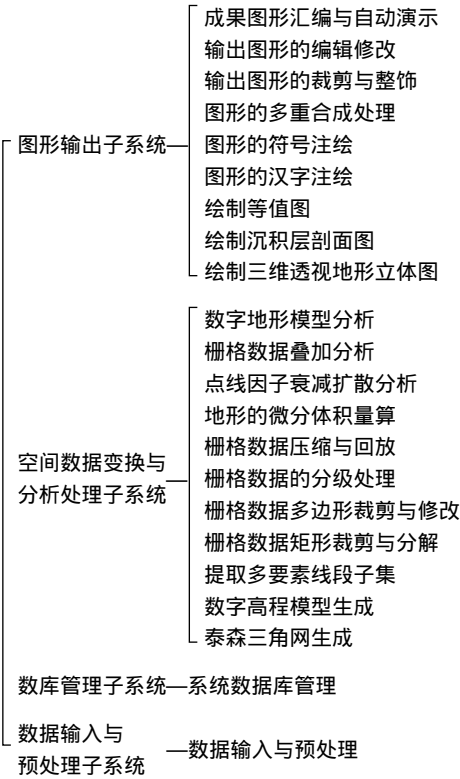 图形输出子系统
成果图形汇编与自动演示
输出图形的编辑修改
输出图形的裁剪与整饰
图形的多重合成处理
图形的符号注绘
图形的汉字注绘
绘制等值图
绘制沉积层剖面图
绘制三维透视地形立体图
空间数据变换与
分析处理子系统
数字地形模型分析
栅格数据叠加分析
点线因子衰减扩散分析
地形的微分体积量算
栅格数据压缩与回放
栅格数据的分级处理
栅格数据多边形裁剪与修改
栅格数据矩形裁剪与分解
提取多要素线段子集
数字高程模型生成
泰森三角网生成
数库管理子系统—系统数据库管理
数据输入与
预处理子系统
—数据输入与预处理